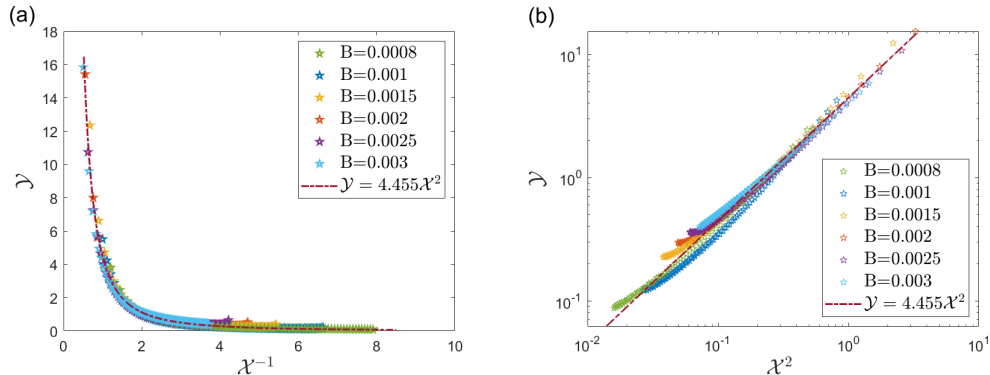 (a)
18
16
14
12
10
8
6
4
2
0
𝒴
0 2 4 6 8 10
𝒳⁻¹
B=0.0008
B=0.001
B=0.0015
B=0.002
B=0.0025
B=0.003
𝒴 = 4.455𝒳²
(b)
10¹
10⁰
10⁻¹
𝒴
10⁻² 10⁻¹ 10⁰ 10¹
𝒳²
B=0.0008
B=0.001
B=0.0015
B=0.002
B=0.0025
B=0.003
𝒴 = 4.455𝒳²